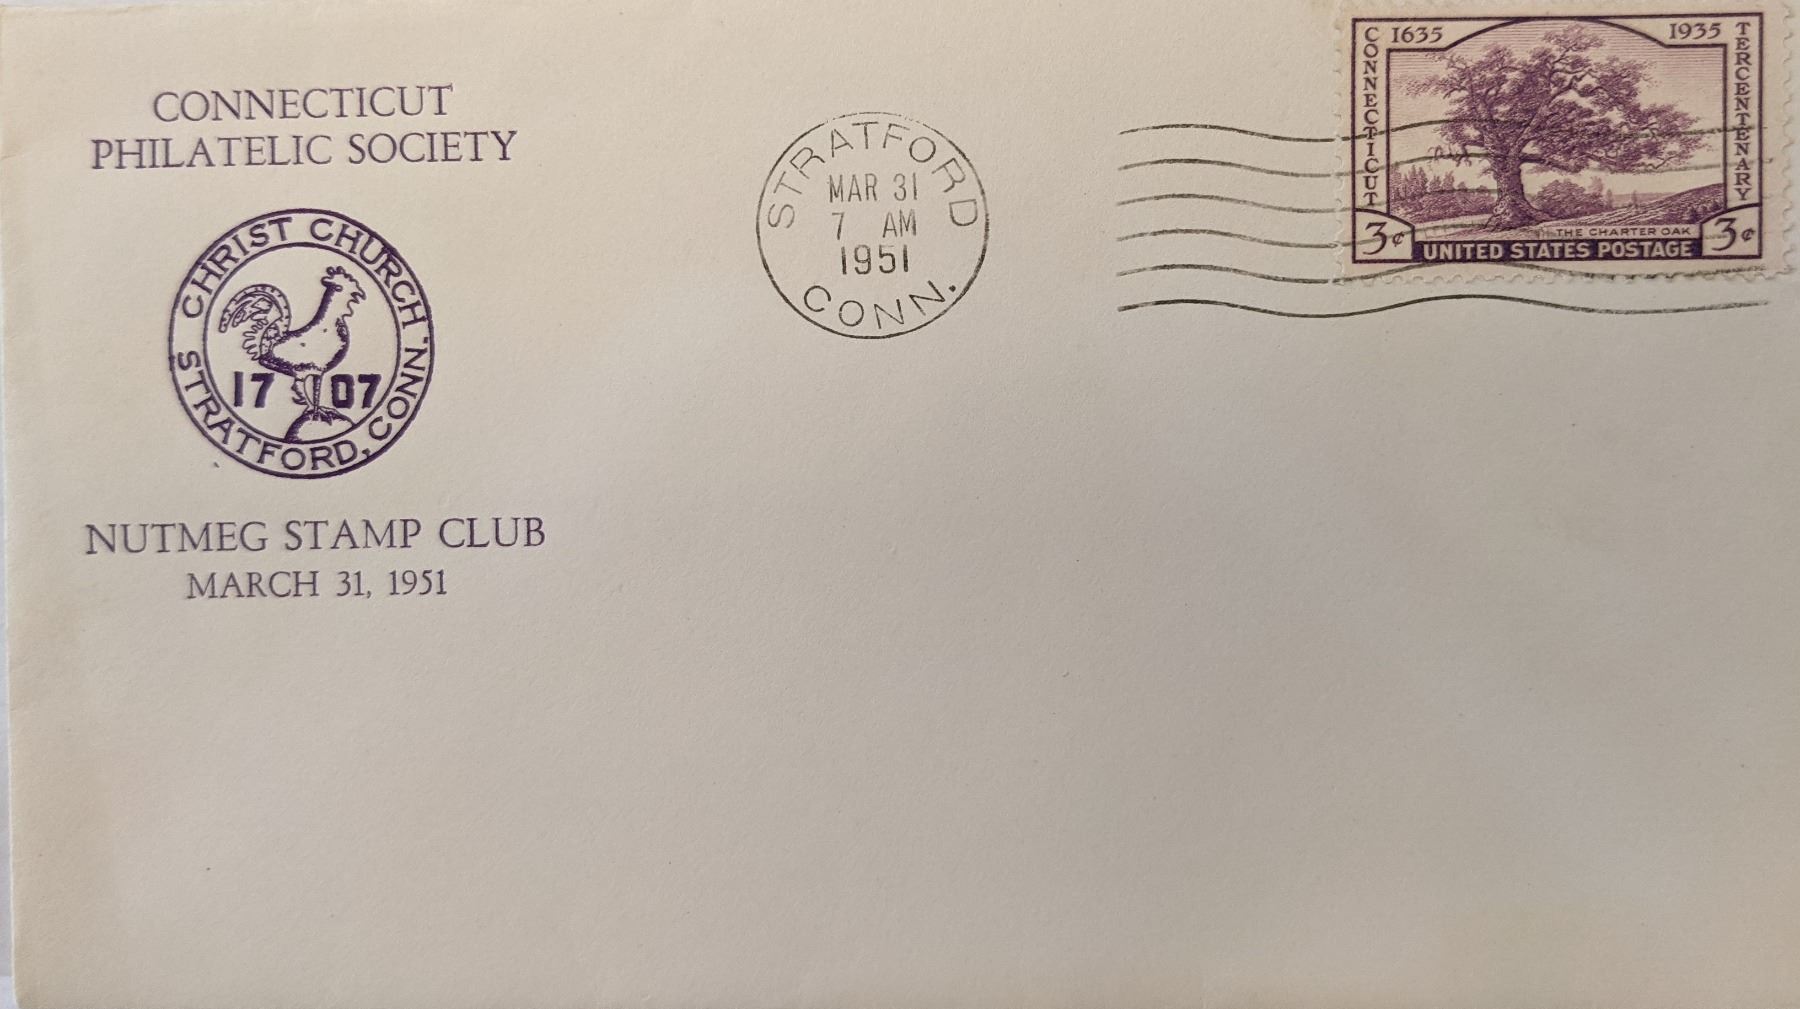 CONNECTICUT
PHILATELIC SOCIETY
CHRIST CHURCH
17 07
STRATFORD, CONN.
NUTMEG STAMP CLUB
MARCH 31, 1951
STRATFORD
MAR 31
7 AM
1951
CONN.
1635 1935
CONNECTICUT
TERCENTENARY
THE CHARTER OAK
3¢ UNITED STATES POSTAGE 3¢